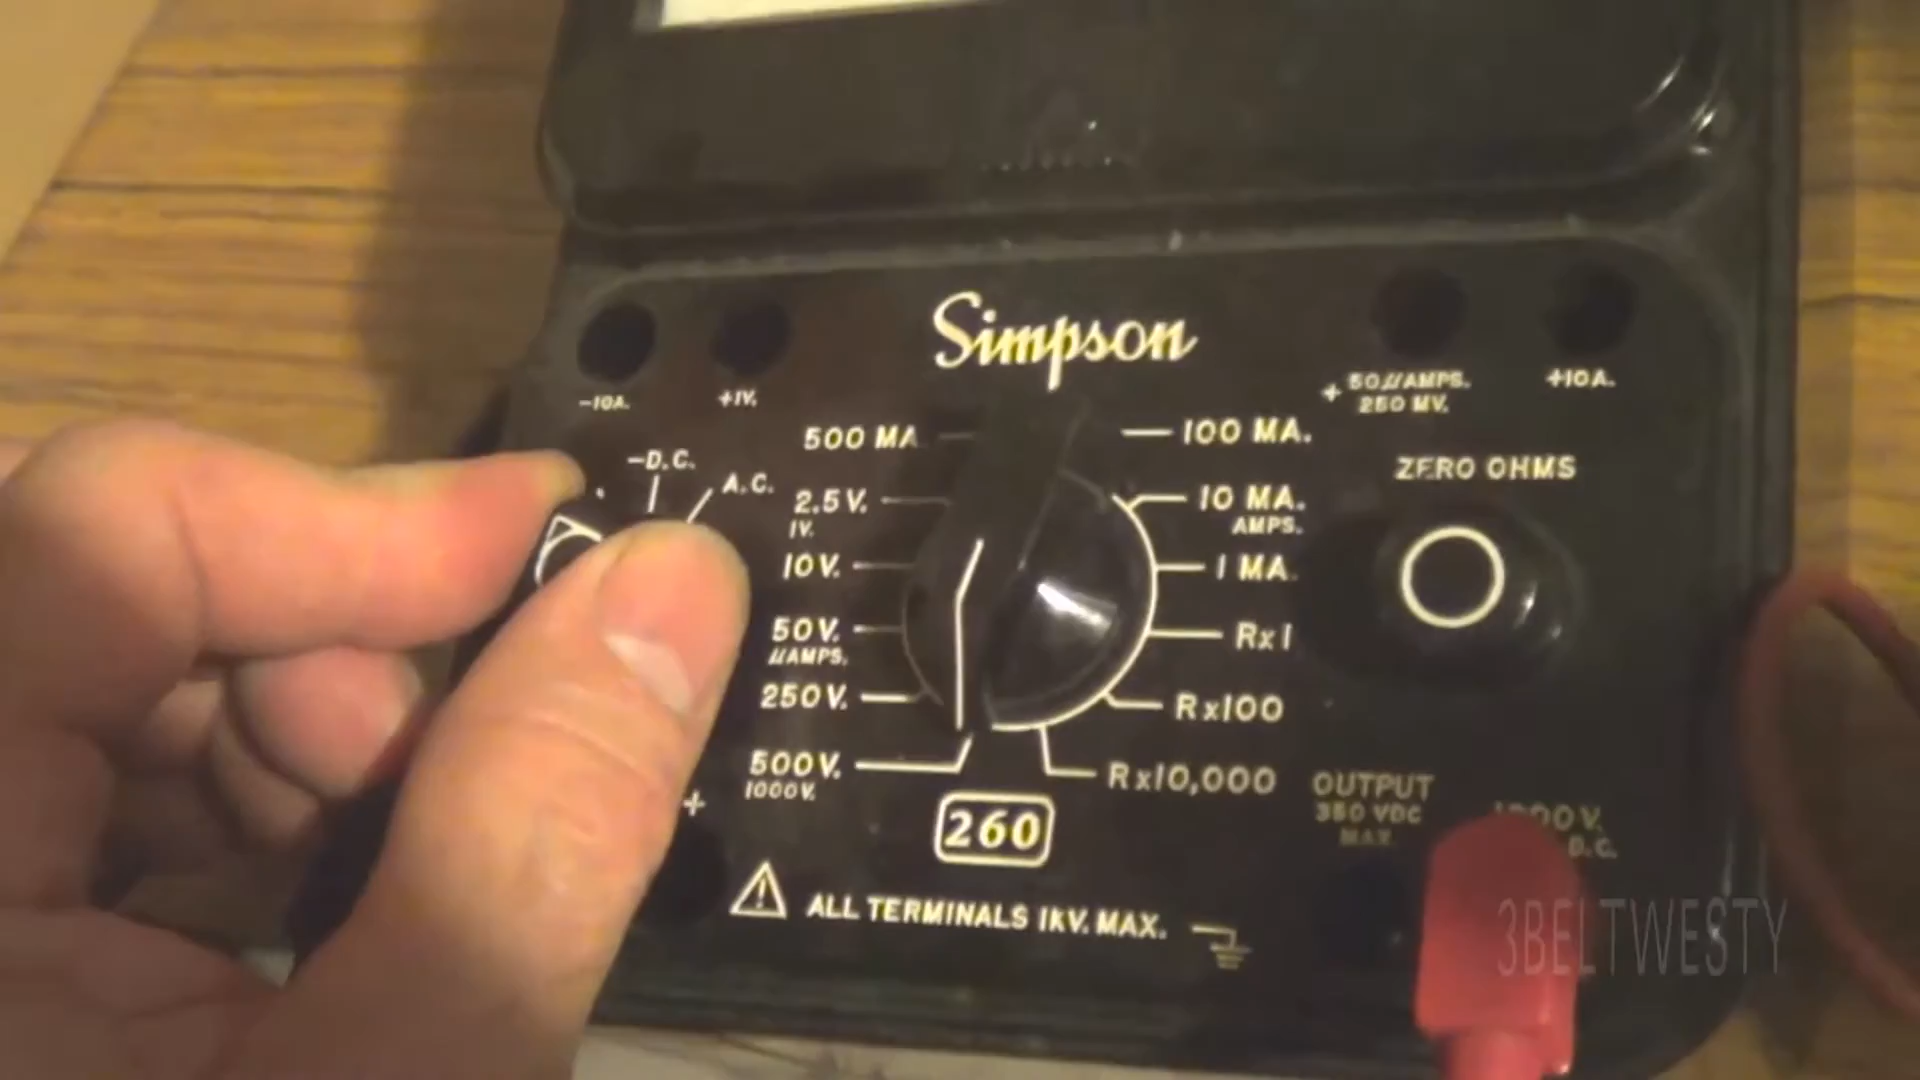 Simpson
-10A.
+1V.
+ 50µAMPS.
250 MV.
+10A.
-D.C.
A.C.
500 MA
100 MA.
ZERO OHMS
2.5V.
1V.
10 MA.
AMPS.
10V.
1 MA.
50V.
µAMPS.
Rx1
250V.
Rx100
500V.
1000V.
Rx10,000
+
OUTPUT
350 VDC
MAX
D.C.
260
ALL TERMINALS 1KV. MAX.
3BELTWESTY